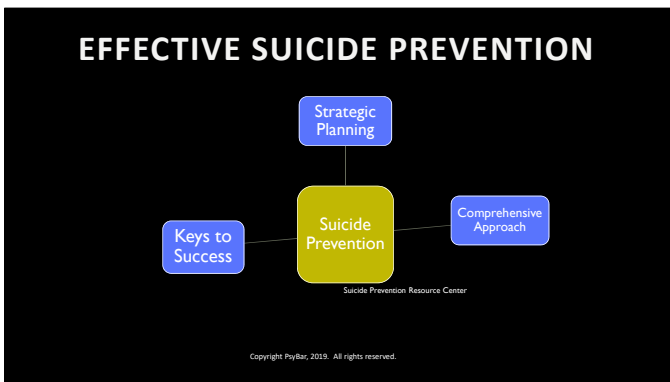 EFFECTIVE SUICIDE PREVENTION
Strategic
Planning
Comprehensive
Approach
Suicide
Prevention
Keys to
Success
Suicide Prevention Resource Center
Copyright PsyBar, 2019. All rights reserved.